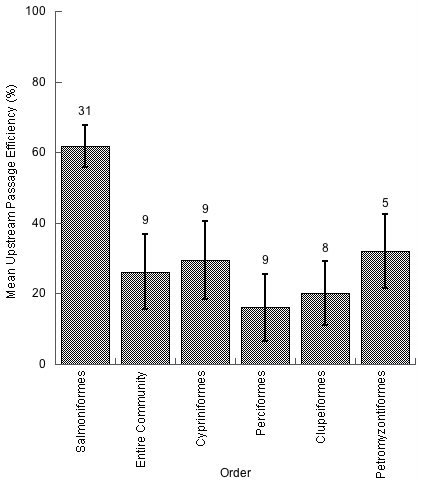 100
80
60
40
20
0
Mean Upstream Passage Efficiency (%)
31
9
9
9
8
5
Salmoniformes
Entire Community
Cypriniformes
Perciformes
Clupeiformes
Petromyzontiformes
Order